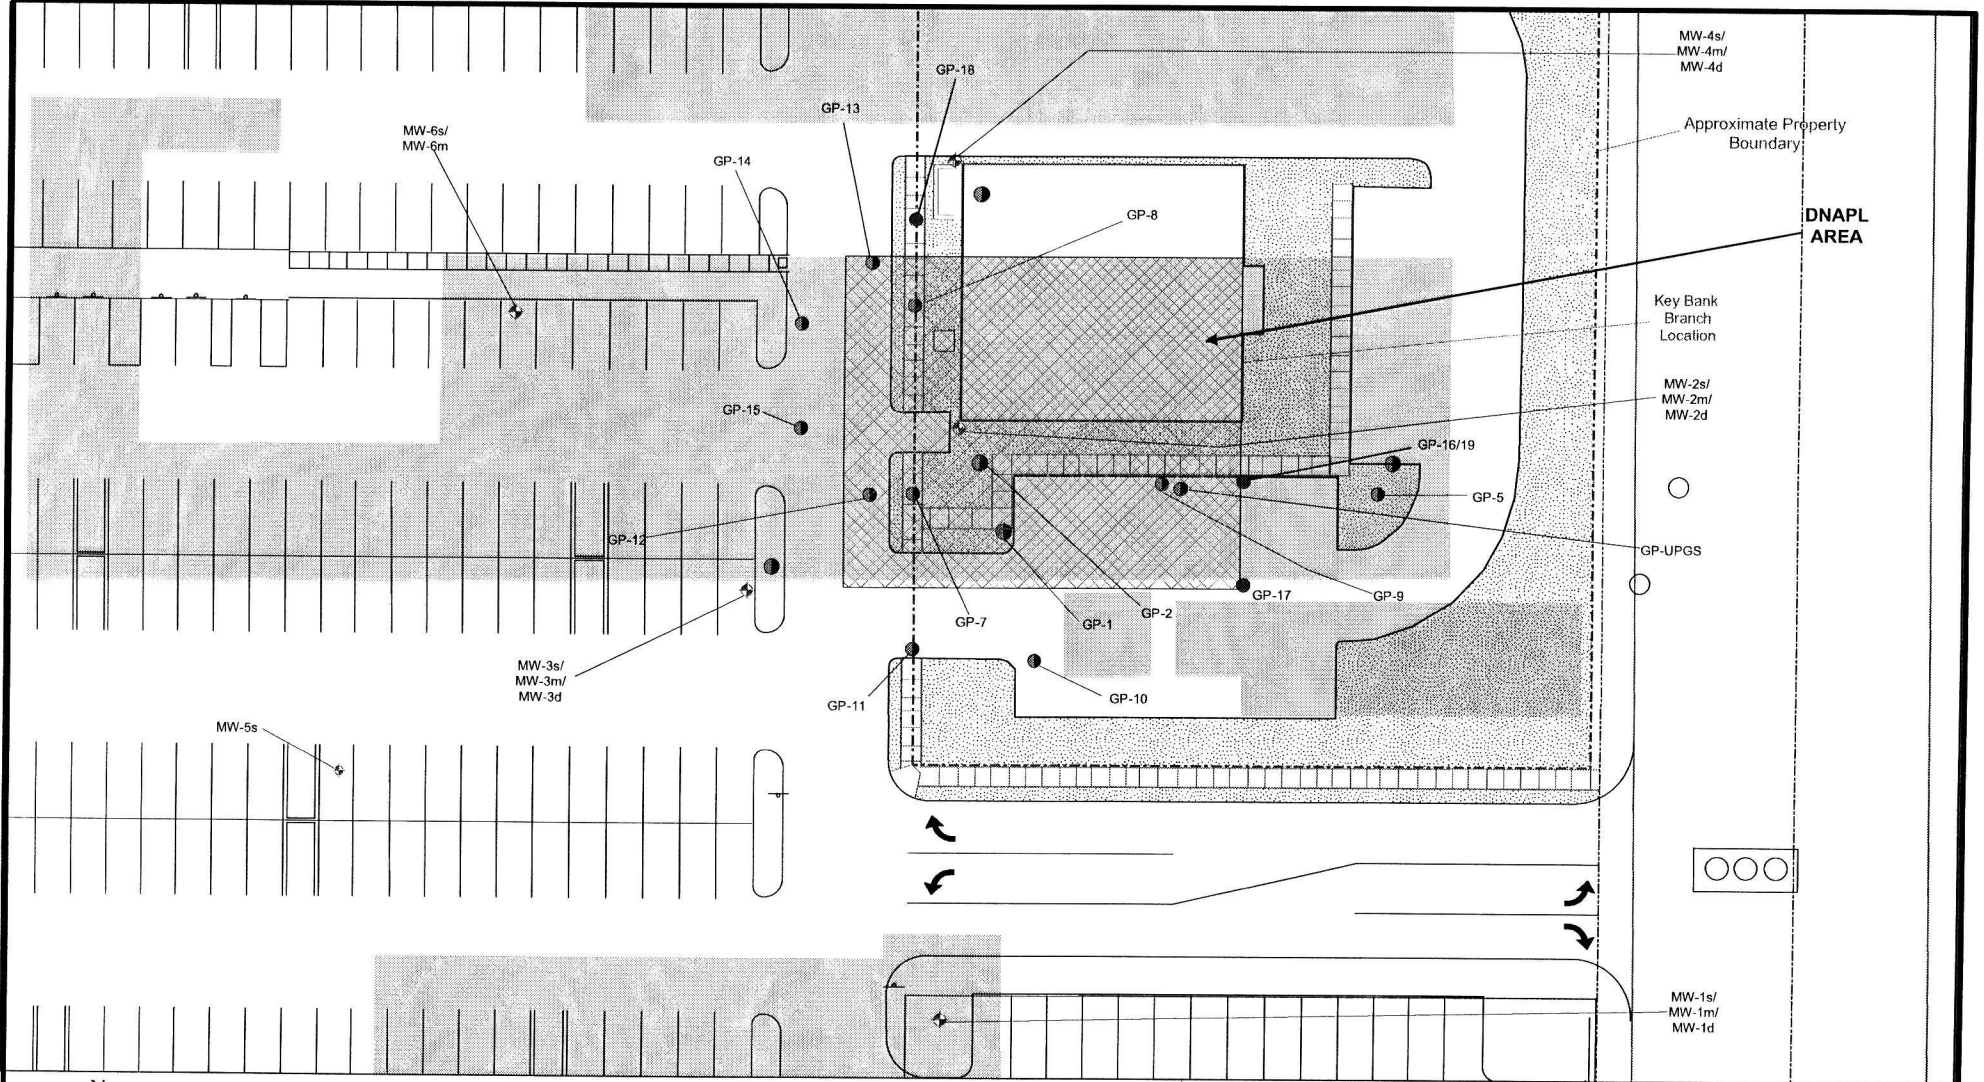 MW-4s/
MW-4m/
MW-4d
GP-18
GP-13
Approximate Property
Boundary
MW-6s/
MW-6m
GP-14
GP-8
DNAPL
AREA
Key Bank
Branch
Location
MW-2s/
MW-2m/
MW-2d
GP-15
GP-16/19
GP-5
GP-12
GP-UPGS
GP-17
GP-9
GP-7
GP-1
GP-2
MW-3s/
MW-3m/
MW-3d
GP-10
GP-11
MW-5s
MW-1s/
MW-1m/
MW-1d